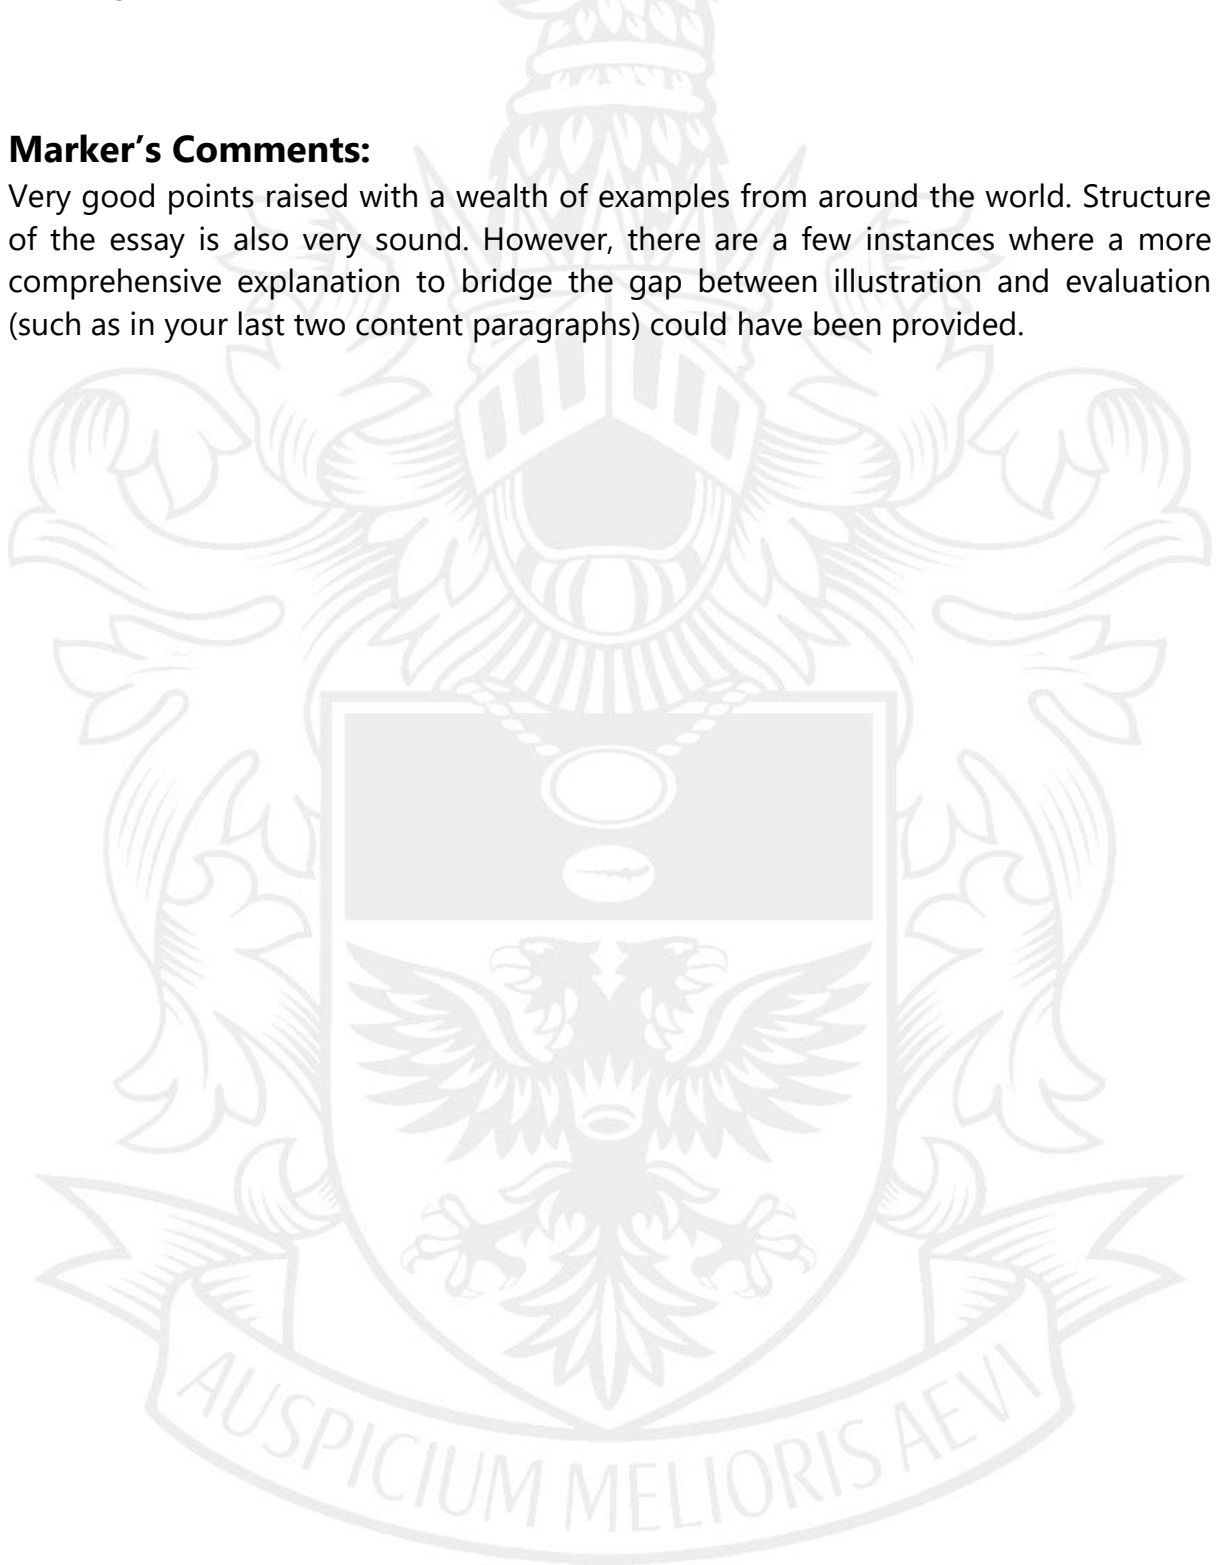 Marker’s Comments:
Very good points raised with a wealth of examples from around the world. Structure
of the essay is also very sound. However, there are a few instances where a more
comprehensive explanation to bridge the gap between illustration and evaluation
(such as in your last two content paragraphs) could have been provided.
AUSPICIUM MELIORIS AEVI